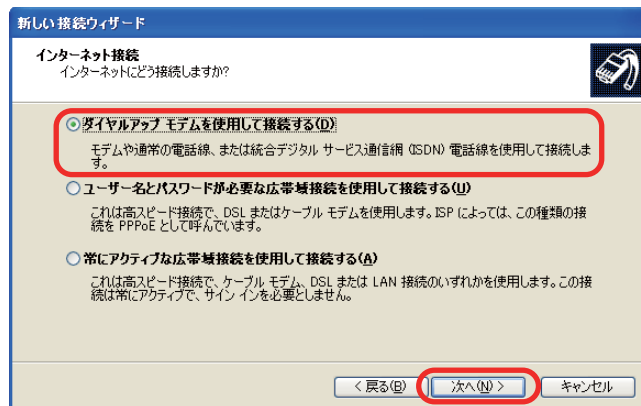 新しい接続ウィザード
インターネット接続
インターネットにどう接続しますか?
ダイヤルアップ モデムを使用して接続する(D)
モデムや通常の電話線、または統合デジタル サービス通信網 (ISDN) 電話線を使用して接続しま
す。
ユーザー名とパスワードが必要な広帯域接続を使用して接続する(U)
これは高スピード接続で、DSL またはケーブル モデムを使用します。ISP によっては、この種類の接
続を PPPoE として呼んでいます。
常にアクティブな広帯域接続を使用して接続する(A)
これは高スピード接続で、ケーブル モデム、DSL または LAN 接続のいずれかを使用します。この接
続は常にアクティブで、サイン インを必要としません。
< 戻る(B) 次へ(N) > キャンセル